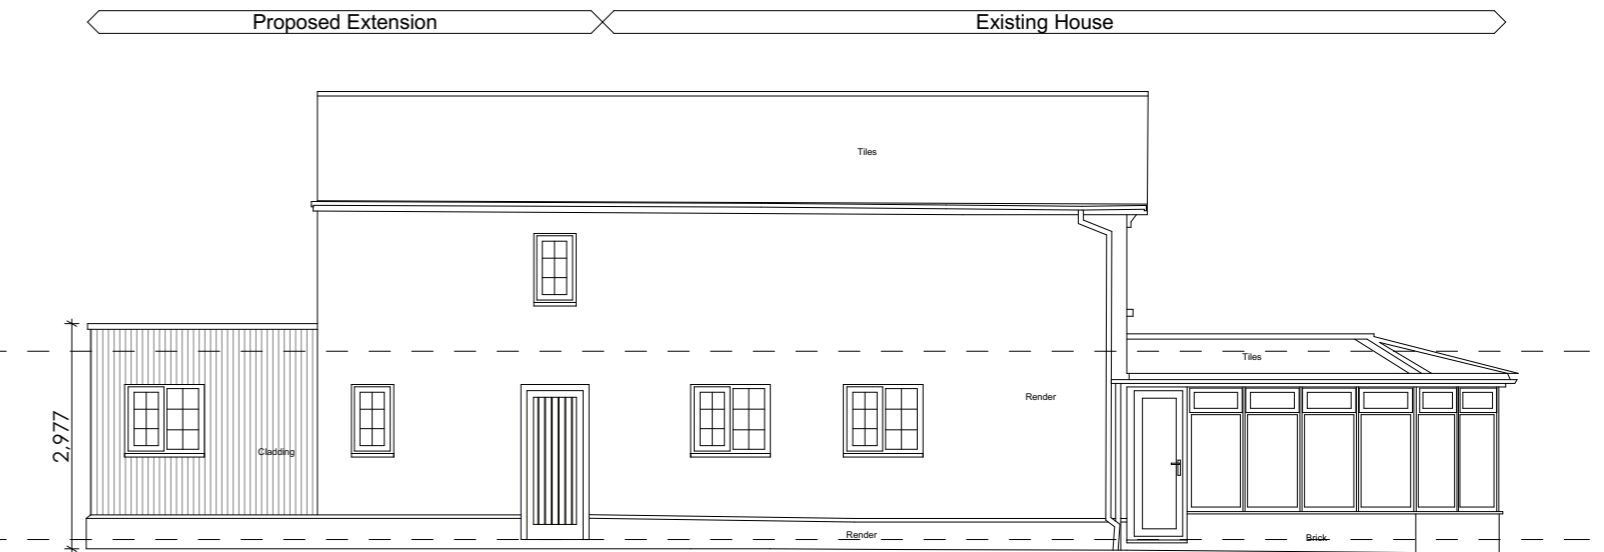 Proposed Extension
Existing House
Tiles
Tiles
Render
2,977
Cladding
Render
Brick